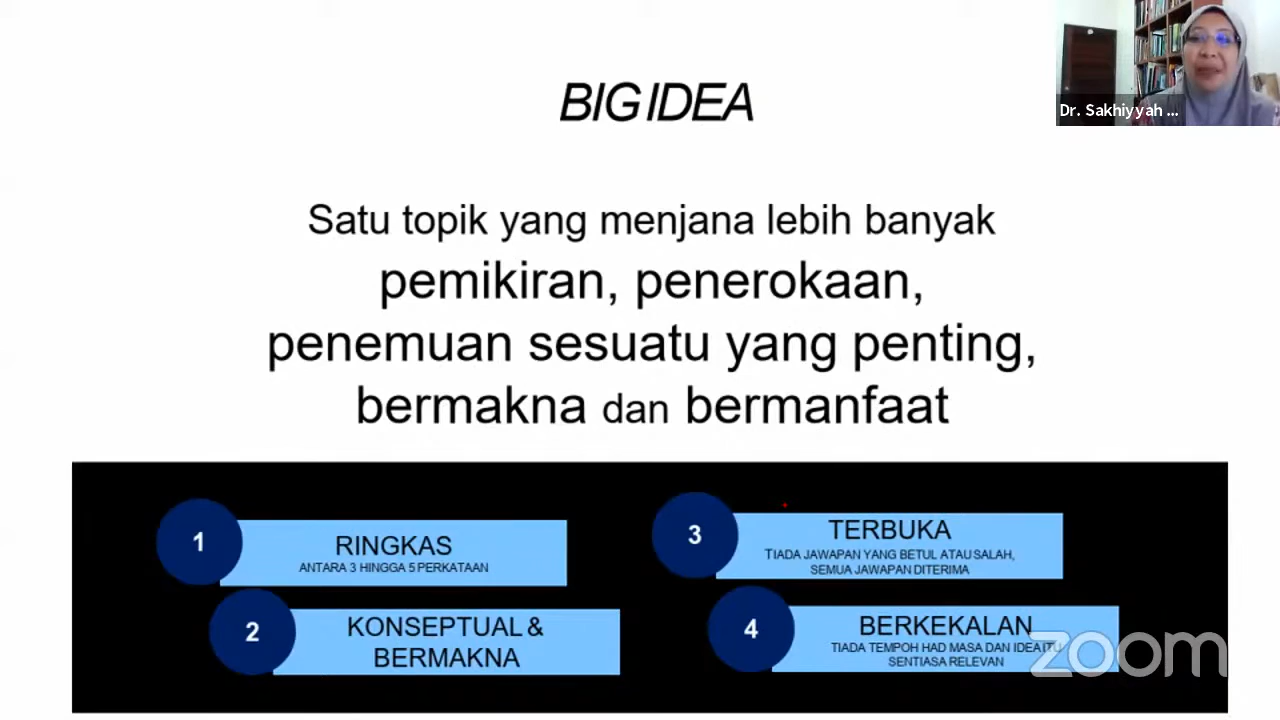 BIG IDEA
Dr. Sakhiyyah ...
Satu topik yang menjana lebih banyak
pemikiran, penerokaan,
penemuan sesuatu yang penting,
bermakna dan bermanfaat
1
RINGKAS
ANTARA 3 HINGGA 5 PERKATAAN
2
KONSEPTUAL &
BERMAKNA
3
TERBUKA
TIADA JAWAPAN YANG BETUL ATAU SALAH,
SEMUA JAWAPAN DITERIMA
4
BERKEKALAN
TIADA TEMPOH HAD MASA DAN IDEA ITU
SENTIASA RELEVAN
zoom